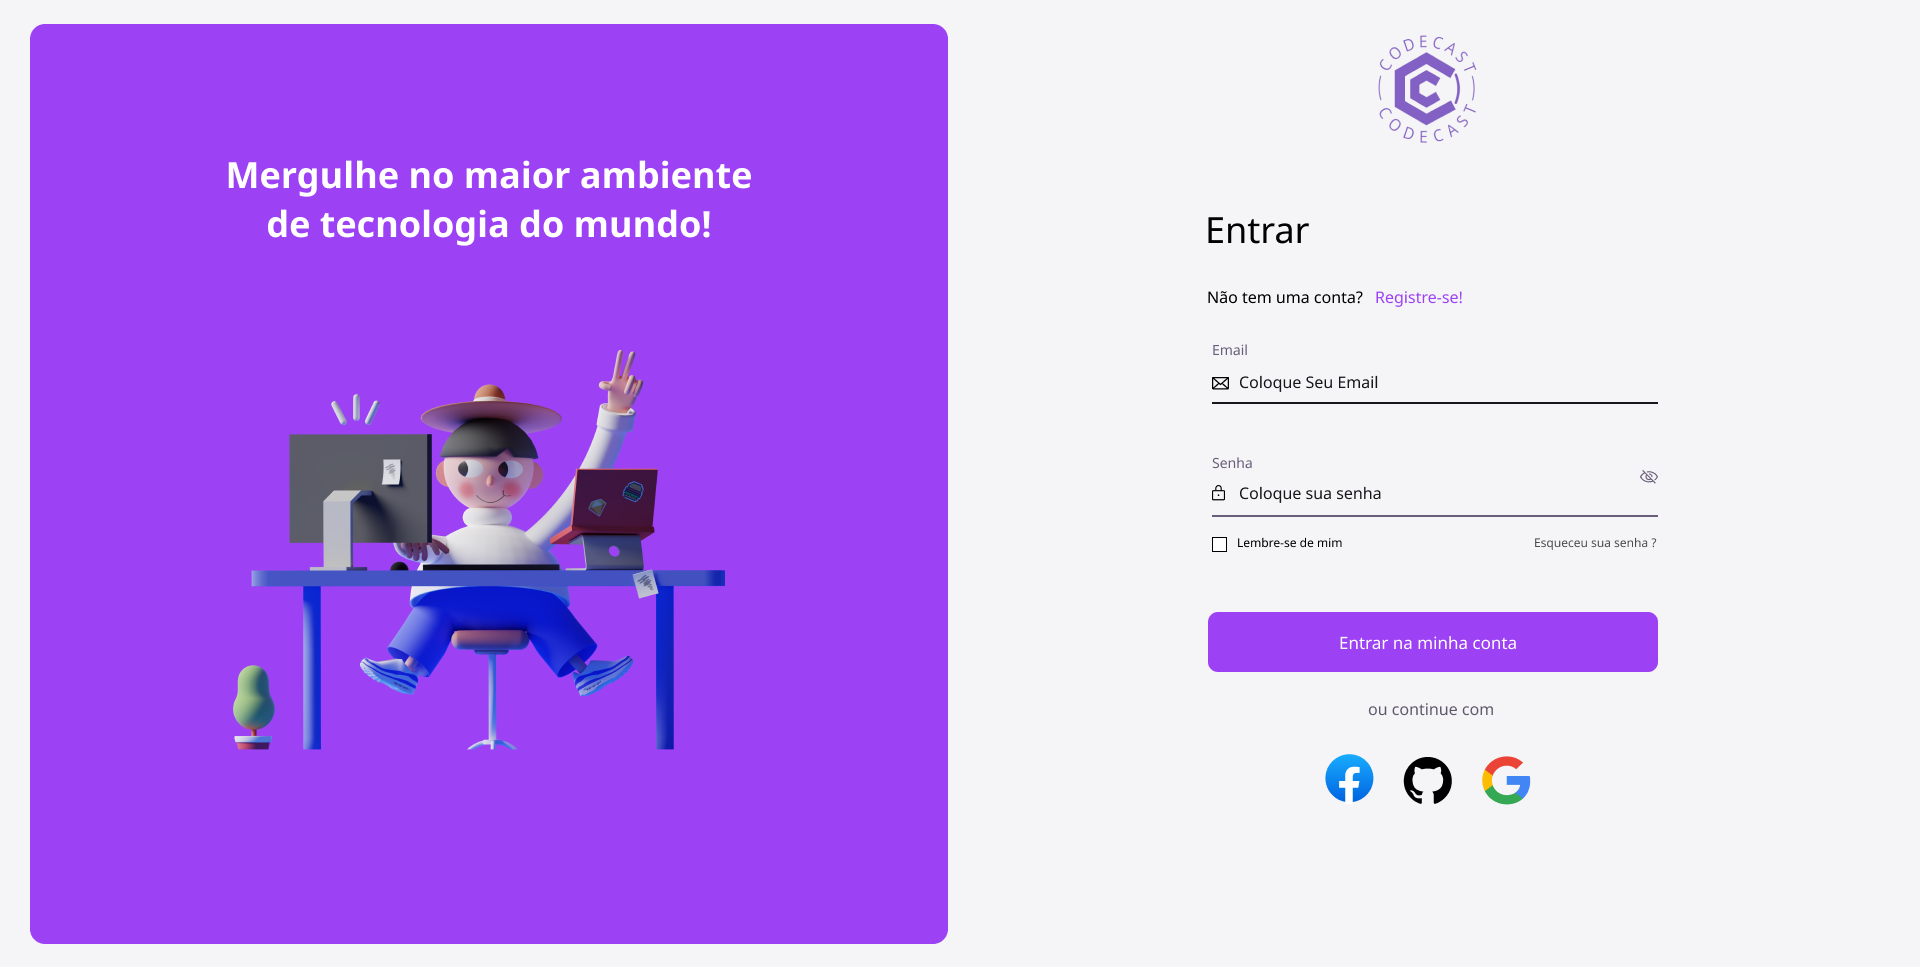 Mergulhe no maior ambiente
de tecnologia do mundo!
CODECAST
CODECAST
Entrar
Não tem uma conta? Registre-se!
Email
Coloque Seu Email
Senha
Coloque sua senha
Lembre-se de mim
Esqueceu sua senha ?
Entrar na minha conta
ou continue com